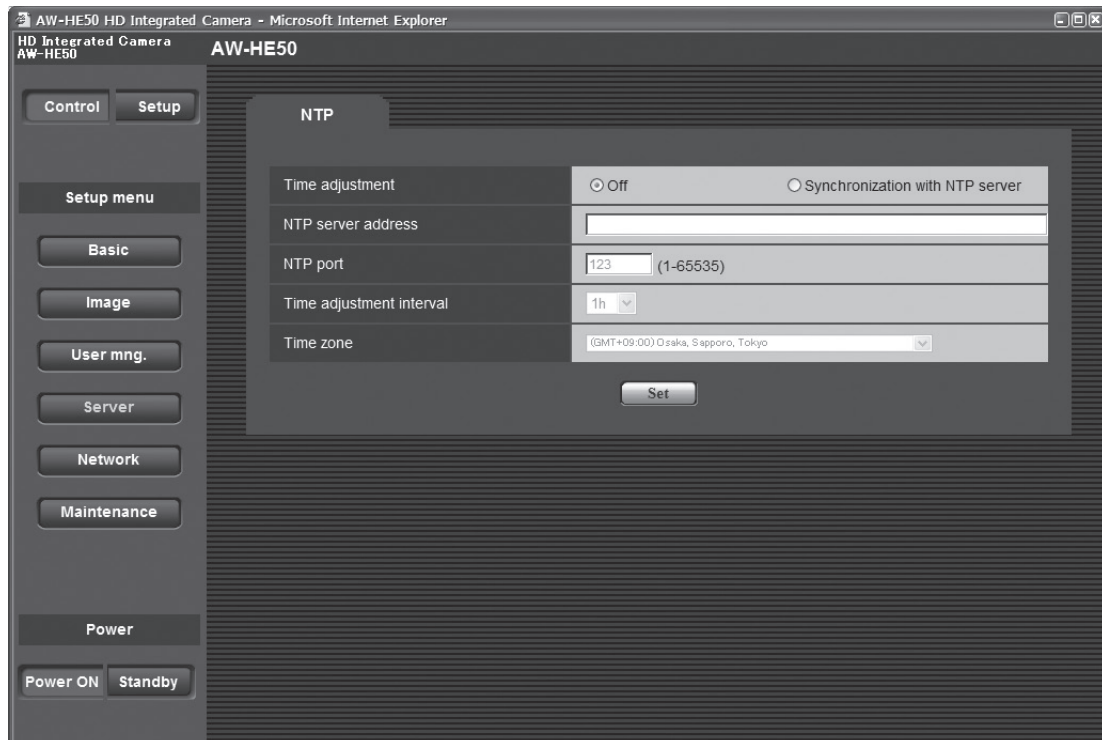 AW-HE50 HD Integrated Camera - Microsoft Internet Explorer
HD Integrated Camera
AW-HE50
AW-HE50
Control
Setup
Setup menu
Basic
Image
User mng.
Server
Network
Maintenance
Power
Power ON
Standby
NTP
Time adjustment
Off
Synchronization with NTP server
NTP server address
NTP port
123
(1-65535)
Time adjustment interval
1h
Time zone
(GMT+09:00) Osaka, Sapporo, Tokyo
Set